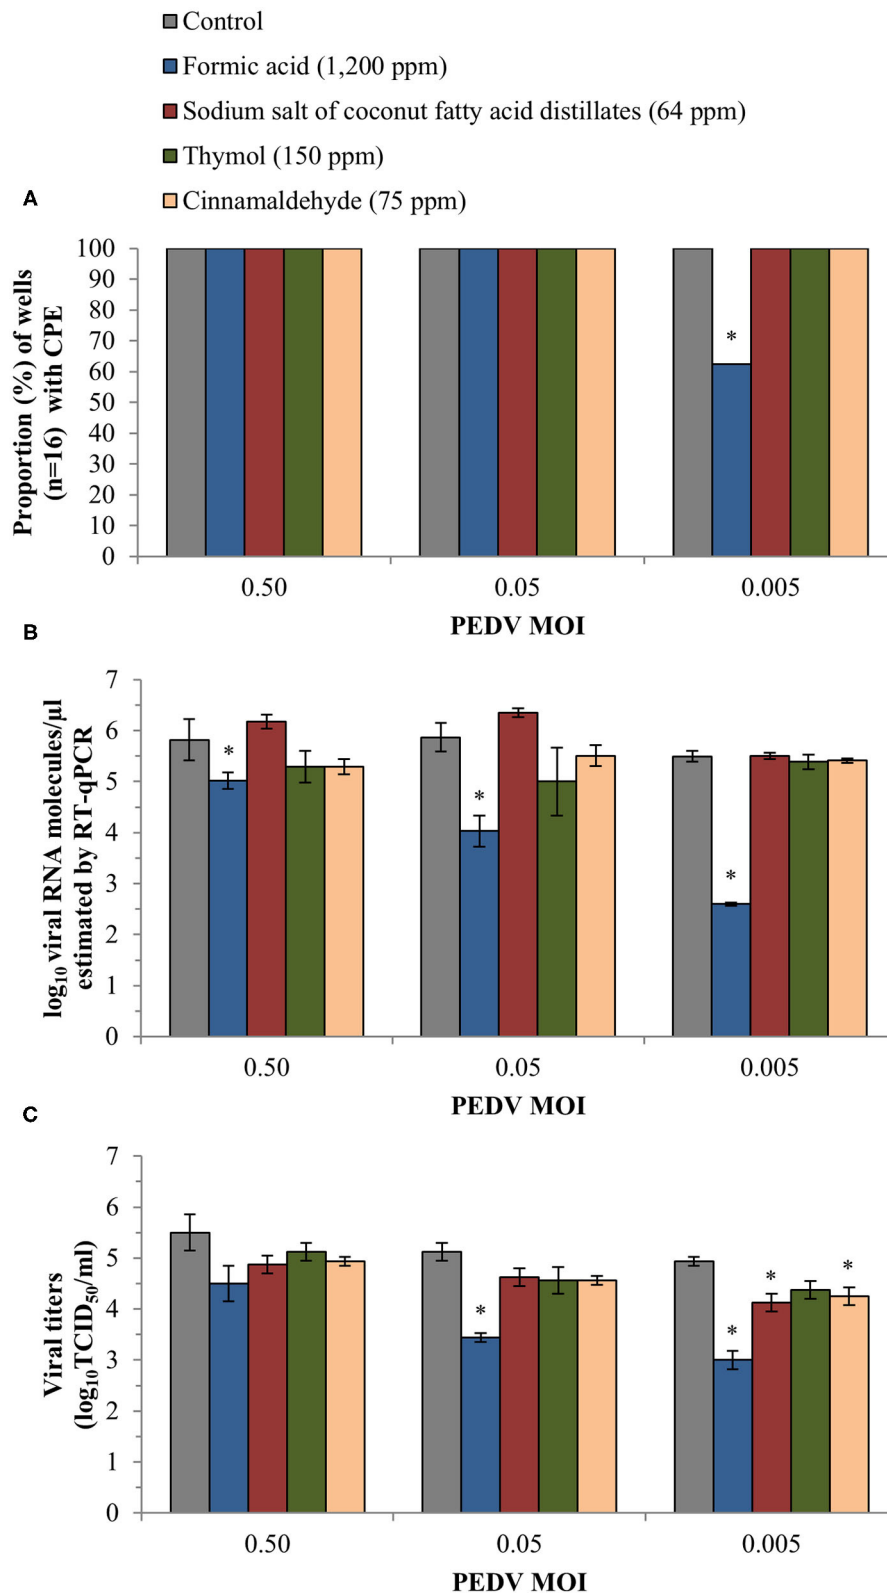 Control
Formic acid (1,200 ppm)
Sodium salt of coconut fatty acid distillates (64 ppm)
Thymol (150 ppm)
Cinnamaldehyde (75 ppm)
A
Proportion (%) of wells
(n=16) with CPE
100
90
80
70
60
50
40
30
20
10
0
*
0.50
0.05
0.005
PEDV MOI
B
log10 viral RNA molecules/µl
estimated by RT-qPCR
7
6
5
4
3
2
1
0
*
*
*
0.50
0.05
0.005
PEDV MOI
C
Viral titers
(log10TCID50/ml)
7
6
5
4
3
2
1
0
*
*
*
*
0.50
0.05
0.005
PEDV MOI